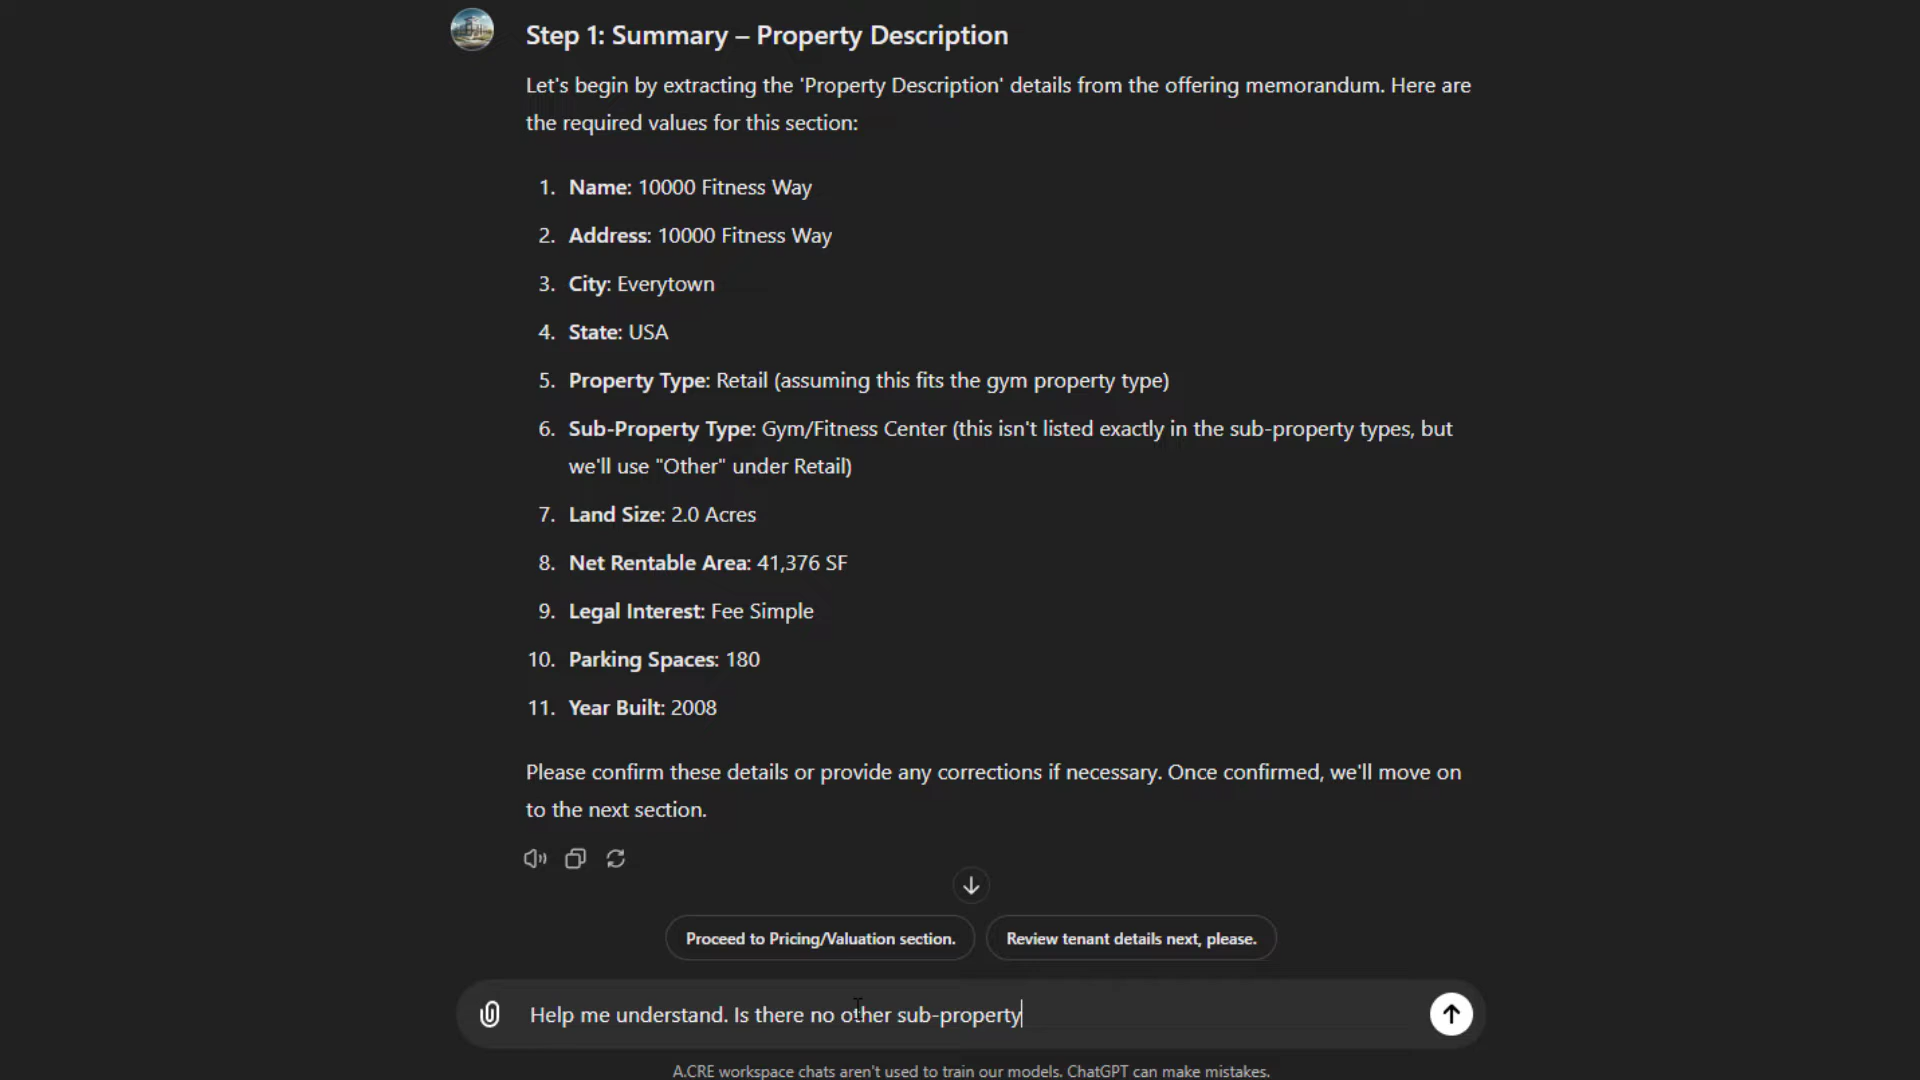 Step 1: Summary – Property Description
Let's begin by extracting the 'Property Description' details from the offering memorandum. Here are
the required values for this section:
1. Name: 10000 Fitness Way
2. Address: 10000 Fitness Way
3. City: Everytown
4. State: USA
5. Property Type: Retail (assuming this fits the gym property type)
6. Sub-Property Type: Gym/Fitness Center (this isn't listed exactly in the sub-property types, but
we'll use "Other" under Retail)
7. Land Size: 2.0 Acres
8. Net Rentable Area: 41,376 SF
9. Legal Interest: Fee Simple
10. Parking Spaces: 180
11. Year Built: 2008
Please confirm these details or provide any corrections if necessary. Once confirmed, we'll move on
to the next section.
Proceed to Pricing/Valuation section.
Review tenant details next, please.
Help me understand. Is there no other sub-property
A.CRE workspace chats aren't used to train our models. ChatGPT can make mistakes.